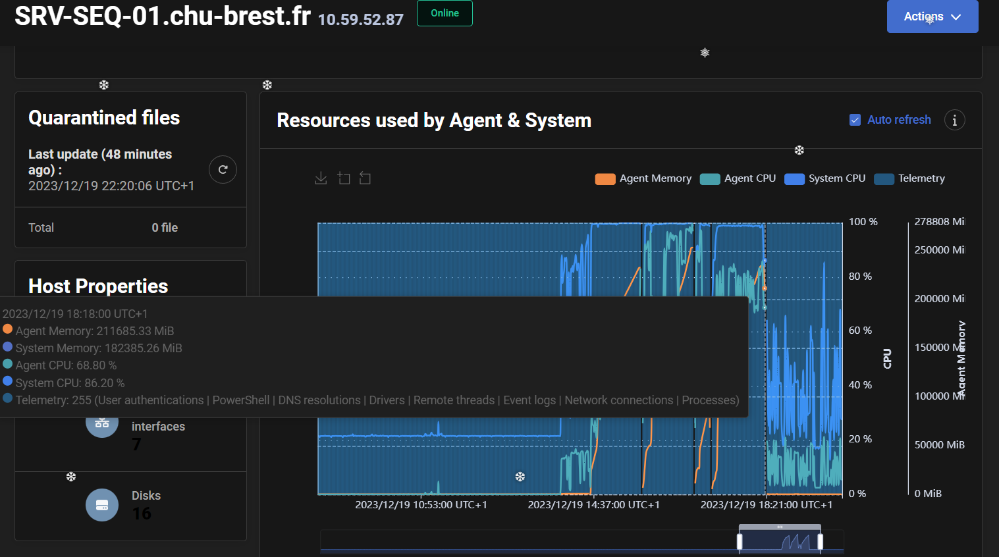 SRV-SEQ-01.chu-brest.fr 10.59.52.87 Online Actions
Quarantined files
Last update (48 minutes
ago) :
2023/12/19 22:20:06 UTC+1
Total 0 file
Host Properties
Resources used by Agent & System
Auto refresh
Agent Memory Agent CPU System CPU Telemetry
100 %
80 %
60 %
40 %
20 %
0 %
CPU
278808 Mi
250000 Mi
200000 Mi
150000 M
100000 M
50000 MiB
0 MiB
Agent Memory
2023/12/19 18:18:00 UTC+1
Agent Memory: 211685.33 MiB
System Memory: 182385.26 MiB
Agent CPU: 68.80 %
System CPU: 86.20 %
Telemetry: 255 (User authentications | PowerShell | DNS resolutions | Drivers | Remote threads | Event logs | Network connections | Processes)
interfaces
7
Disks
16
2023/12/19 10:53:00 UTC+1 2023/12/19 14:37:00 UTC+1 2023/12/19 18:21:00 UTC+1